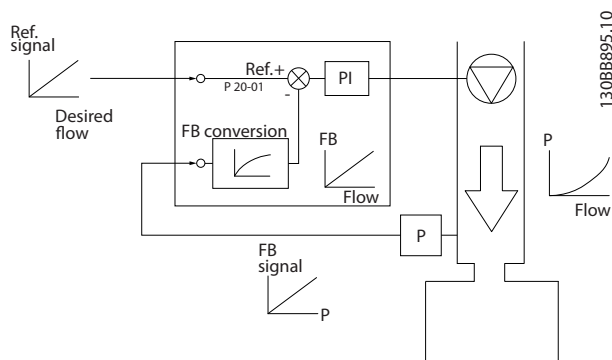 Ref.
signal
Desired
flow
Ref.+
P 20-01
-
PI
FB conversion
FB
Flow
P
FB
signal
P
P
Flow
130BB895.10